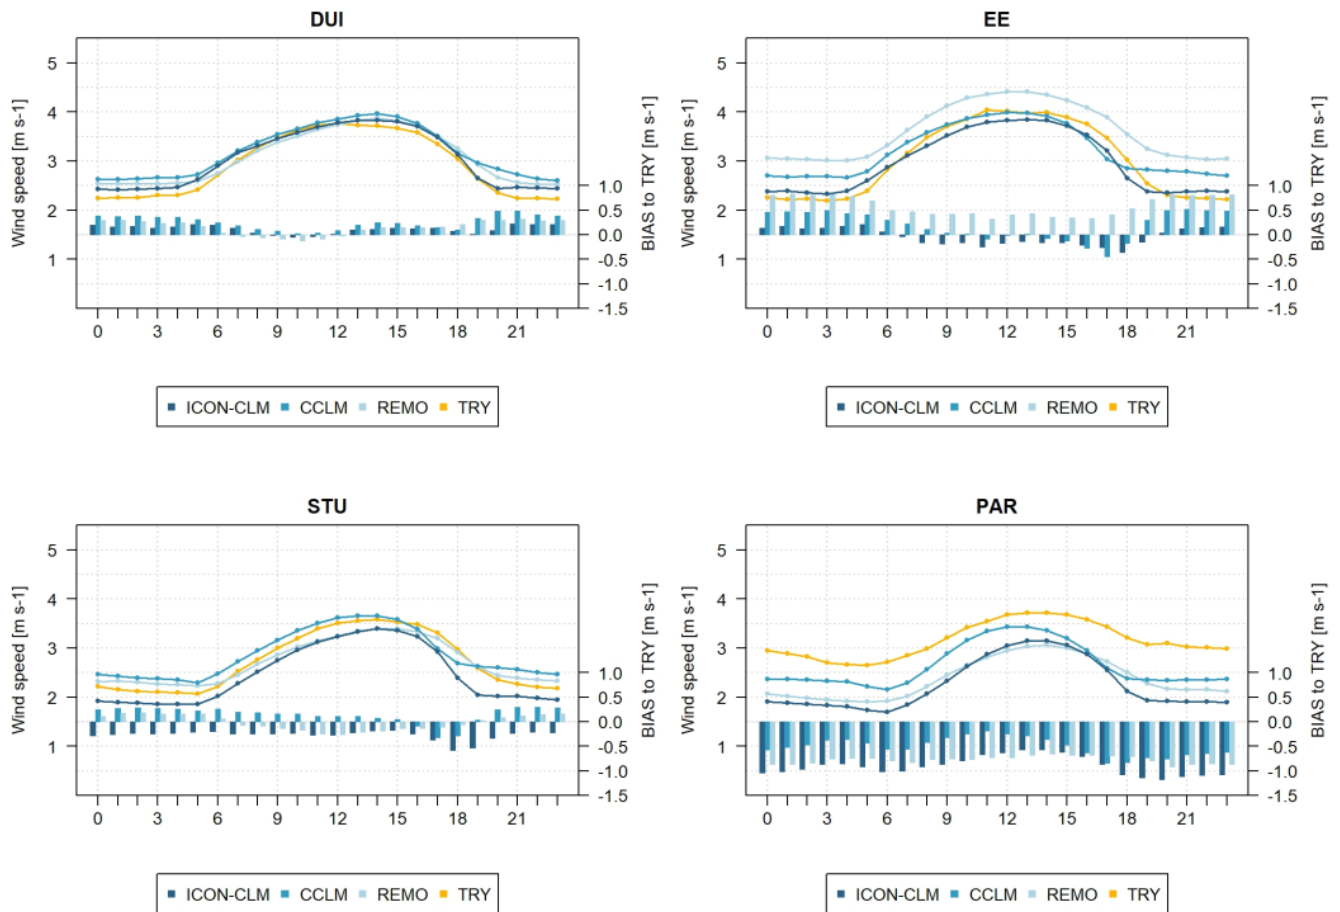 DUI
Wind speed [m s-1]
5
4
3
2
1
1.0
0.5
0.0
-0.5
-1.0
-1.5
BIAS to TRY [m s-1]
0 3 6 9 12 15 18 21
ICON-CLM CCLM REMO TRY
EE
Wind speed [m s-1]
5
4
3
2
1
1.0
0.5
0.0
-0.5
-1.0
-1.5
BIAS to TRY [m s-1]
0 3 6 9 12 15 18 21
ICON-CLM CCLM REMO TRY
STU
Wind speed [m s-1]
5
4
3
2
1
1.0
0.5
0.0
-0.5
-1.0
-1.5
BIAS to TRY [m s-1]
0 3 6 9 12 15 18 21
ICON-CLM CCLM REMO TRY
PAR
Wind speed [m s-1]
5
4
3
2
1
1.0
0.5
0.0
-0.5
-1.0
-1.5
BIAS to TRY [m s-1]
0 3 6 9 12 15 18 21
ICON-CLM CCLM REMO TRY